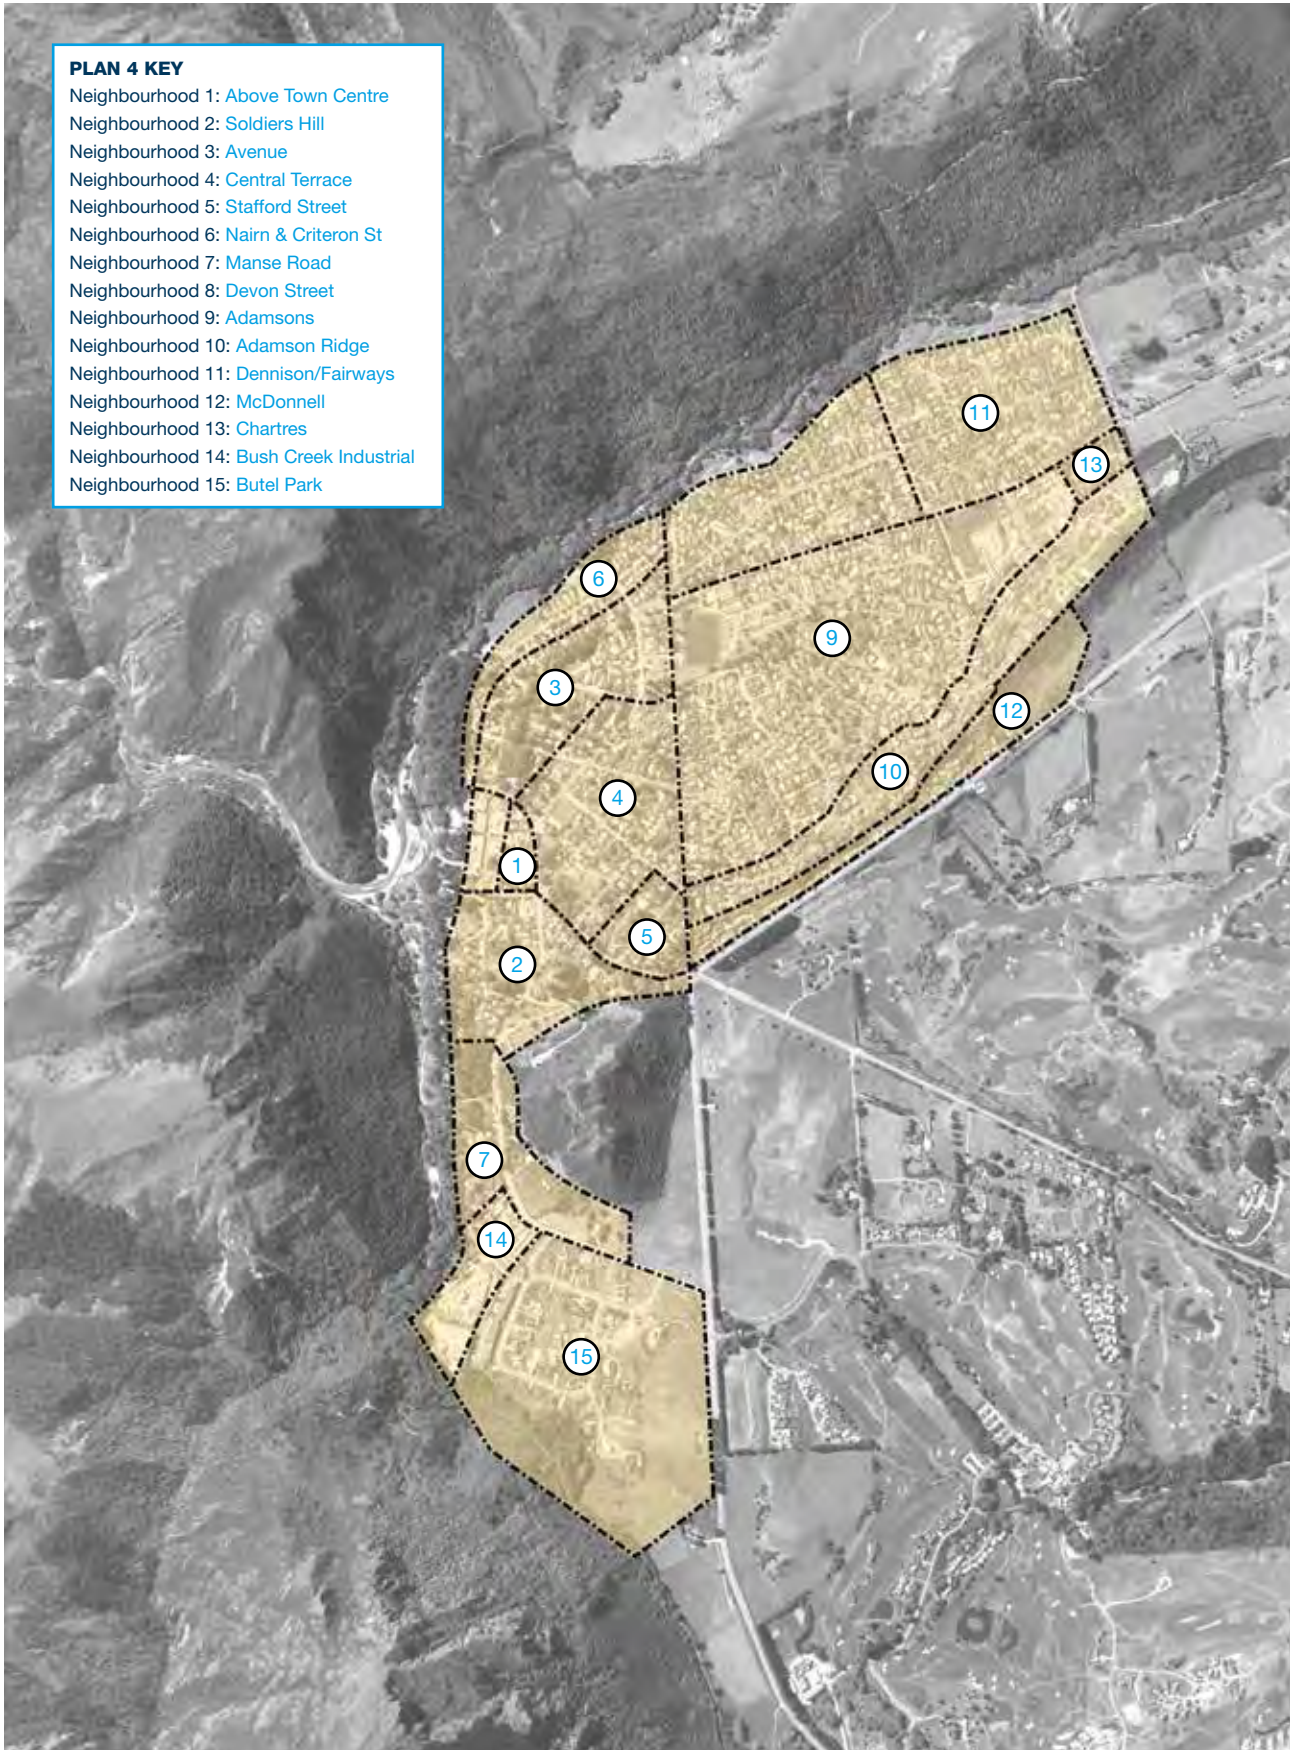 PLAN 4 KEY
Neighbourhood 1: Above Town Centre
Neighbourhood 2: Soldiers Hill
Neighbourhood 3: Avenue
Neighbourhood 4: Central Terrace
Neighbourhood 5: Stafford Street
Neighbourhood 6: Nairn & Criteron St
Neighbourhood 7: Manse Road
Neighbourhood 8: Devon Street
Neighbourhood 9: Adamsons
Neighbourhood 10: Adamson Ridge
Neighbourhood 11: Dennison/Fairways
Neighbourhood 12: McDonnell
Neighbourhood 13: Chartres
Neighbourhood 14: Bush Creek Industrial
Neighbourhood 15: Butel Park
11
13
6
9
3
12
10
4
1
5
2
7
14
15